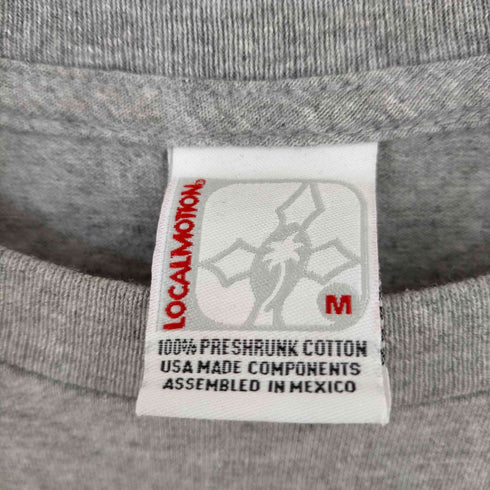 LOCALMOTION®
M
100% PRESHRUNK COTTON
USA MADE COMPONENTS
ASSEMBLED IN MEXICO